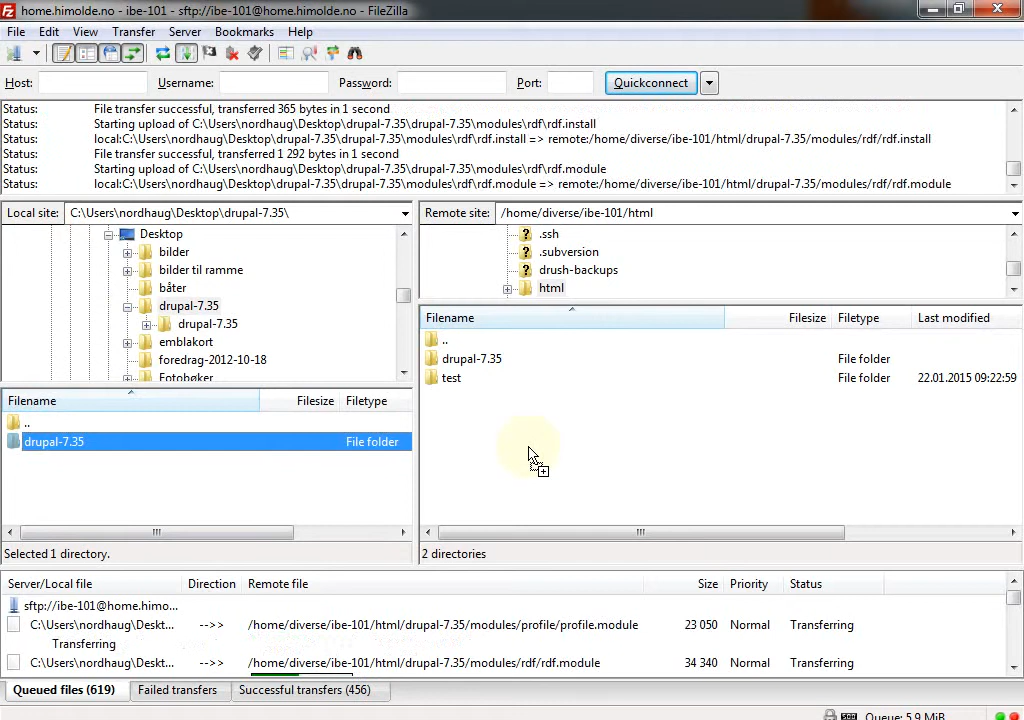 home.himolde.no - ibe-101 - sftp://ibe-101@home.himolde.no - FileZilla
File Edit View Transfer Server Bookmarks Help
Host: Username: Password: Port: Quickconnect
Status: File transfer successful, transferred 365 bytes in 1 second
Status: Starting upload of C:\Users\nordhaug\Desktop\drupal-7.35\drupal-7.35\modules\rdf\rdf.install
Status: local:C:\Users\nordhaug\Desktop\drupal-7.35\drupal-7.35\modules\rdf\rdf.install => remote:/home/diverse/ibe-101/html/drupal-7.35/modules/rdf/rdf.install
Status: File transfer successful, transferred 1 292 bytes in 1 second
Status: Starting upload of C:\Users\nordhaug\Desktop\drupal-7.35\drupal-7.35\modules\rdf\rdf.module
Status: local:C:\Users\nordhaug\Desktop\drupal-7.35\drupal-7.35\modules\rdf\rdf.module => remote:/home/diverse/ibe-101/html/drupal-7.35/modules/rdf/rdf.module
Local site: C:\Users\nordhaug\Desktop\drupal-7.35\
Desktop
bilder
bilder til ramme
båter
drupal-7.35
drupal-7.35
emblakort
foredrag-2012-10-18
Fotobøker
Filename Filesize Filetype
..
drupal-7.35 File folder
Selected 1 directory.
Remote site: /home/diverse/ibe-101/html
.ssh
.subversion
drush-backups
html
Filename Filesize Filetype Last modified
..
drupal-7.35 File folder
test File folder 22.01.2015 09:22:59
2 directories
Server/Local file Direction Remote file Size Priority Status
sftp://ibe-101@home.himo...
C:\Users\nordhaug\Deskt... -->> /home/diverse/ibe-101/html/drupal-7.35/modules/profile/profile.module 23 050 Normal Transferring
Transferring
C:\Users\nordhaug\Deskt... -->> /home/diverse/ibe-101/html/drupal-7.35/modules/rdf/rdf.module 34 340 Normal Transferring
Queued files (619) Failed transfers Successful transfers (456)
Queue: 5,9 MiB